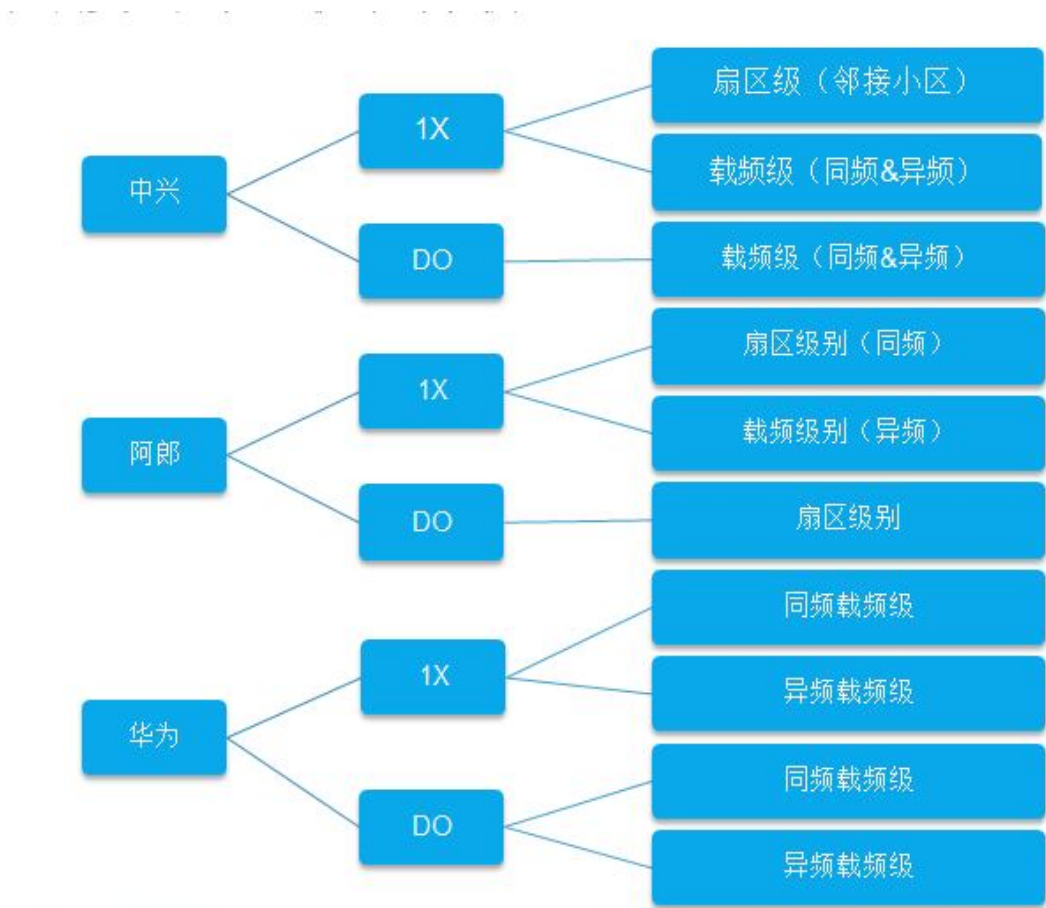 中兴
1X
扇区级（邻接小区）
载频级（同频&异频）
DO
载频级（同频&异频）
阿郎
1X
扇区级别（同频）
载频级别（异频）
DO
扇区级别
华为
1X
同频载频级
异频载频级
DO
同频载频级
异频载频级